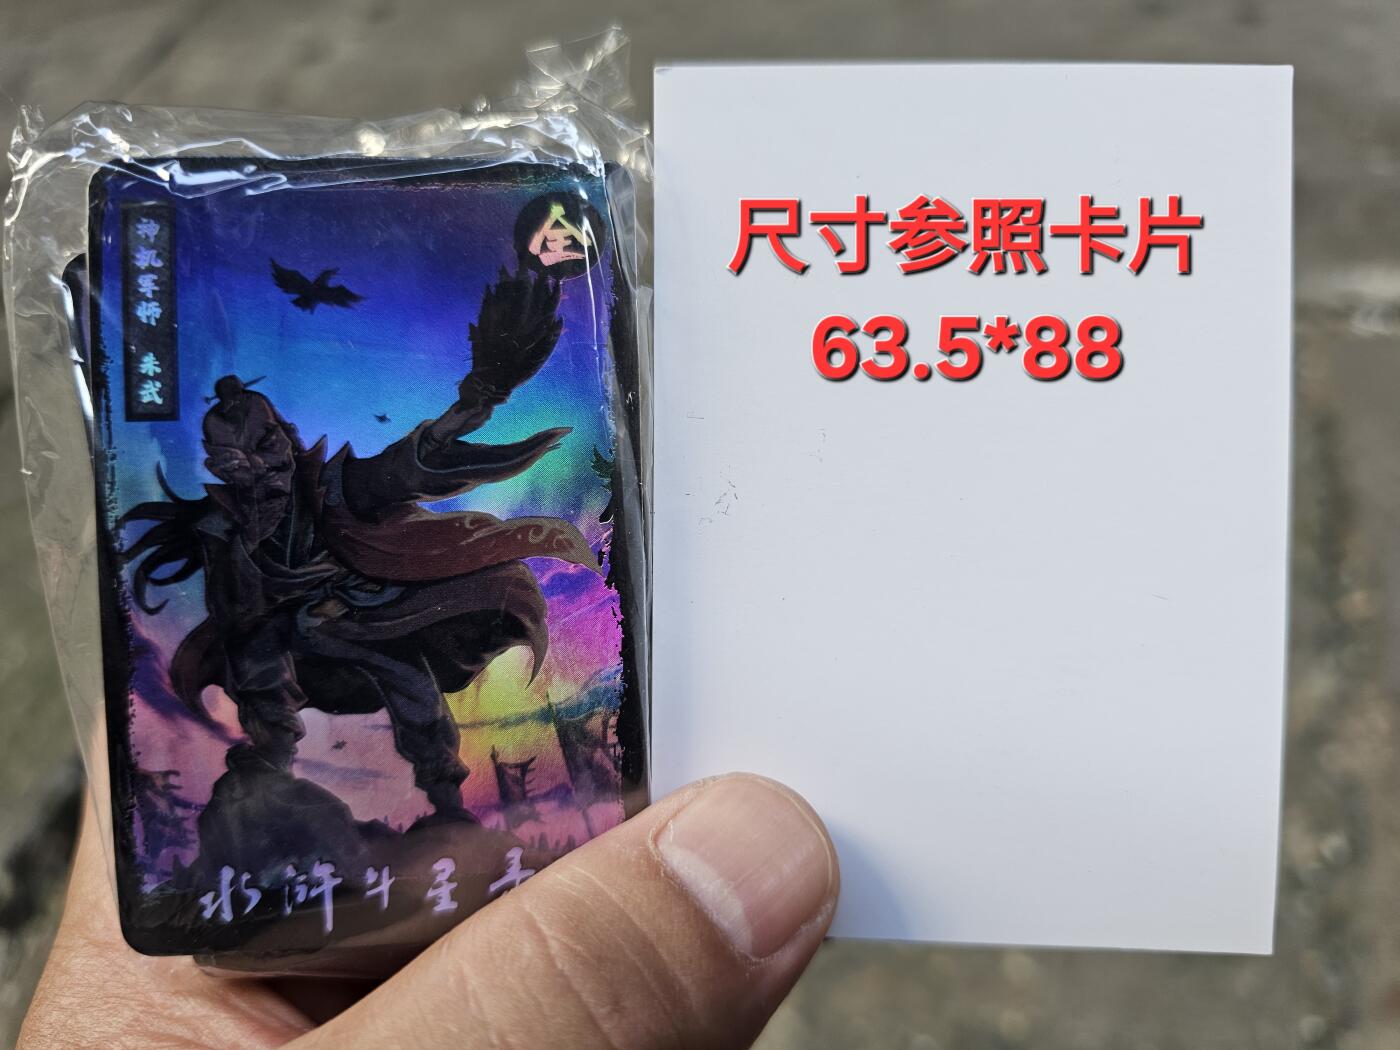 神机军师 朱武
全
尺寸参照卡片
63.5*88
水浒斗星录